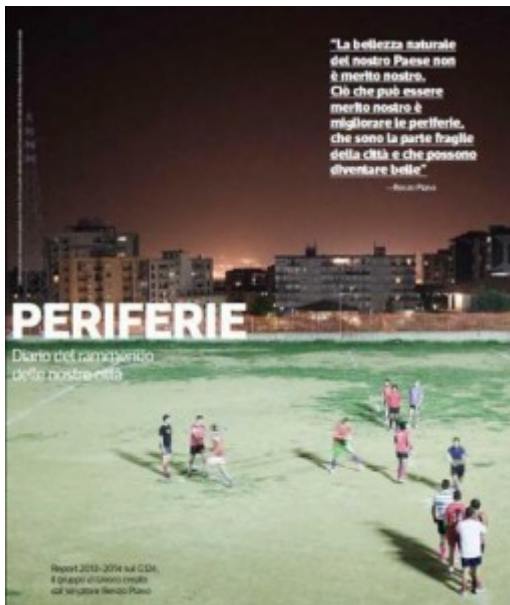 "La bellezza naturale
del nostro Paese non
è merito nostro.
Ciò che può essere
merito nostro è
migliorare le periferie,
che sono la parte fragile
della città e che possono
diventare belle"
—Renzo Piano
PERIFERIE
Diario del rammendo
delle nostre città
Report 2013-2014 sul G124,
il gruppo di lavoro creato
dal senatore Renzo Piano